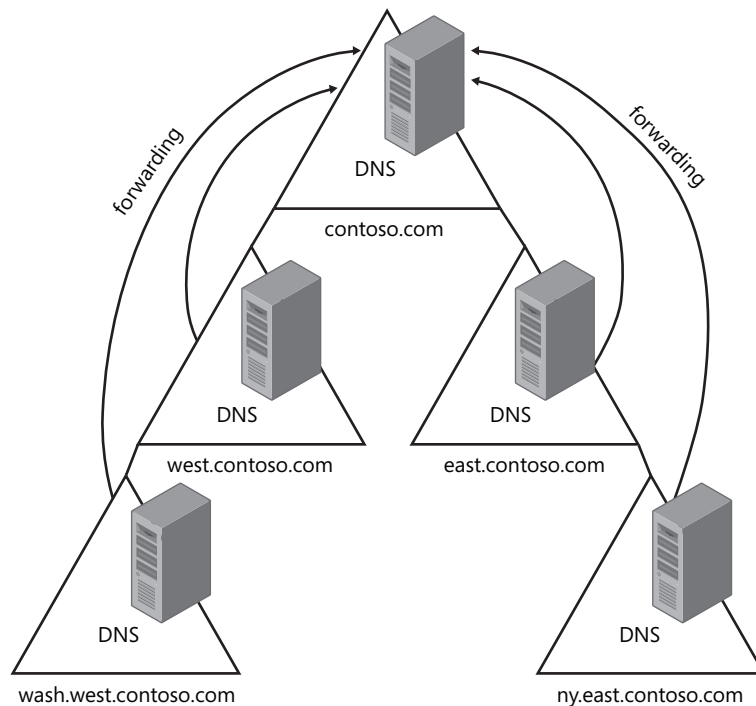 DNS
contoso.com
forwarding
forwarding
DNS
west.contoso.com
DNS
east.contoso.com
DNS
wash.west.contoso.com
DNS
ny.east.contoso.com